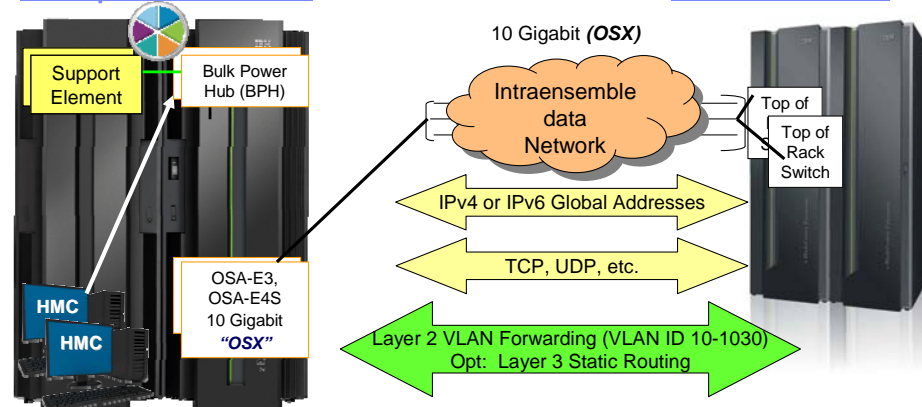 10 Gigabit (OSX)
Support
Element
Bulk Power
Hub (BPH)
Intraensemble
data
Network
Top of
Top of
Rack
Switch
IPv4 or IPv6 Global Addresses
TCP, UDP, etc.
OSA-E3,
OSA-E4S
10 Gigabit
“OSX”
HMC
HMC
Layer 2 VLAN Forwarding (VLAN ID 10-1030)
Opt: Layer 3 Static Routing